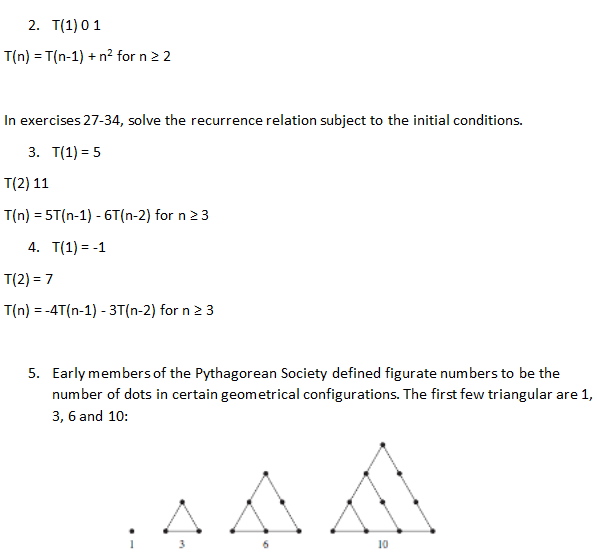 2. T(1) 0 1
T(n) = T(n-1) + n² for n ≥ 2
In exercises 27-34, solve the recurrence relation subject to the initial conditions.
3. T(1) = 5
T(2) 11
T(n) = 5T(n-1) - 6T(n-2) for n ≥ 3
4. T(1) = -1
T(2) = 7
T(n) = -4T(n-1) - 3T(n-2) for n ≥ 3
5. Early members of the Pythagorean Society defined figurate numbers to be the
number of dots in certain geometrical configurations. The first few triangular are 1,
3, 6 and 10:
1 3 6 10